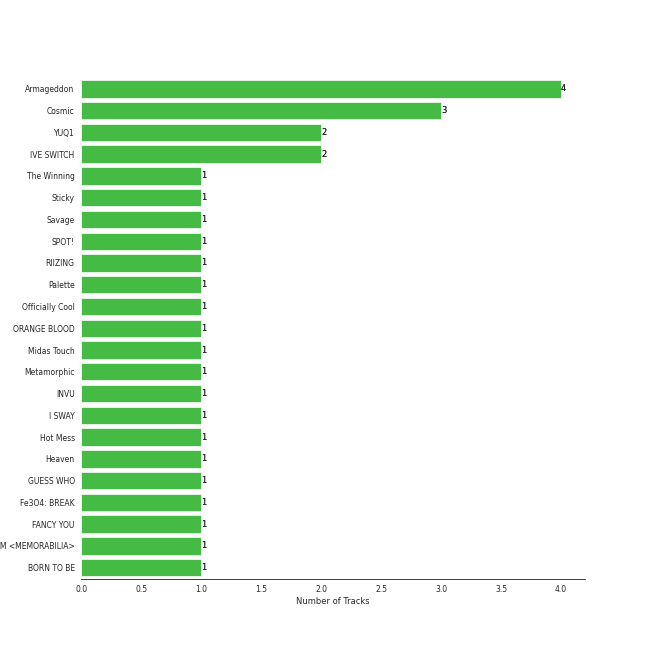 Armageddon 4
Cosmic 3
YUQ1 2
IVE SWITCH 2
The Winning 1
Sticky 1
Savage 1
SPOT! 1
RIIZING 1
Palette 1
Officially Cool 1
ORANGE BLOOD 1
Midas Touch 1
Metamorphic 1
INVU 1
I SWAY 1
Hot Mess 1
Heaven 1
GUESS WHO 1
Fe3O4: BREAK 1
FANCY YOU 1
M <MEMORABILIA> 1
BORN TO BE 1
0.0 0.5 1.0 1.5 2.0 2.5 3.0 3.5 4.0
Number of Tracks